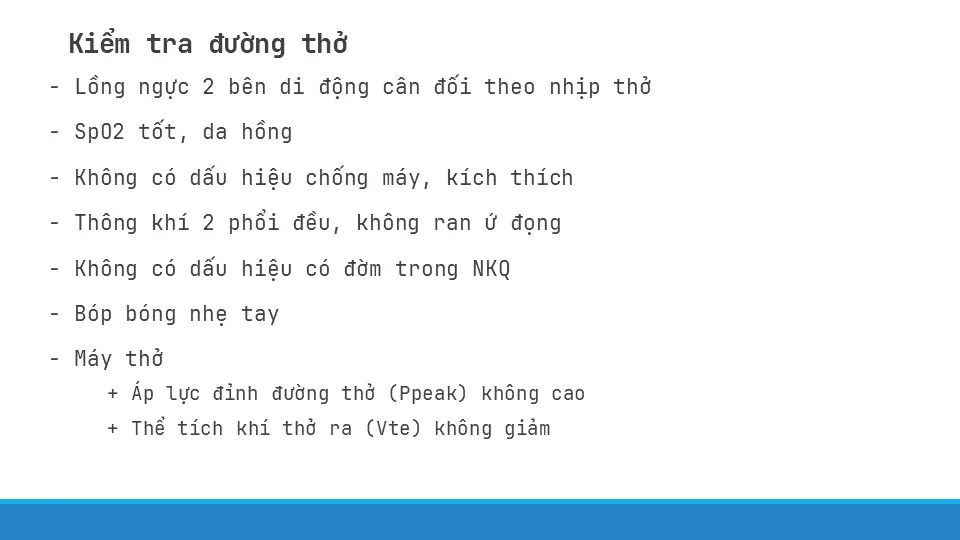 Kiểm tra đường thở
- Lồng ngực 2 bên di động cân đối theo nhịp thở
- SpO2 tốt, da hồng
- Không có dấu hiệu chống máy, kích thích
- Thông khí 2 phổi đều, không ran ứ đọng
- Không có dấu hiệu có đờm trong NKQ
- Bóp bóng nhẹ tay
- Máy thở
+ Áp lực đỉnh đường thở (Ppeak) không cao
+ Thể tích khí thở ra (Vte) không giảm